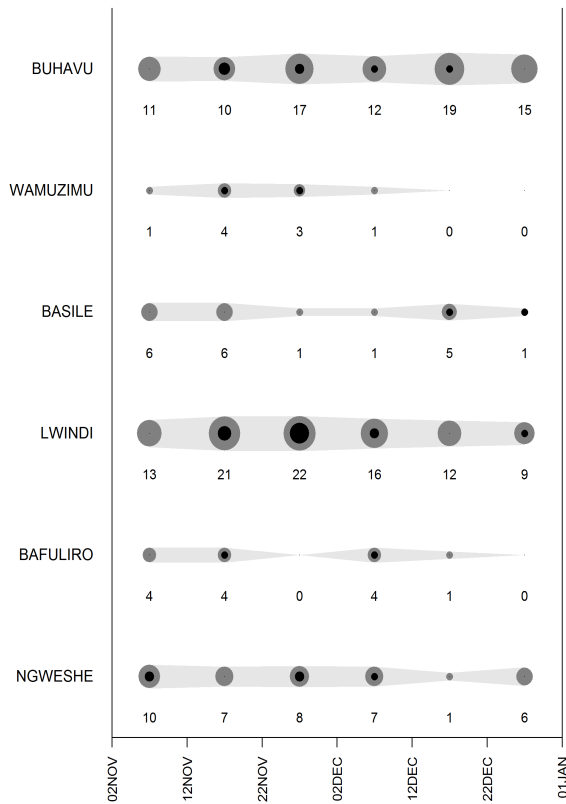 BUHAVU
11 10 17 12 19 15
WAMUZIMU
1 4 3 1 0 0
BASILE
6 6 1 1 5 1
LWINDI
13 21 22 16 12 9
BAFULIRO
4 4 0 4 1 0
NGWESHE
10 7 8 7 1 6
02NOV 12NOV 22NOV 02DEC 12DEC 22DEC 01JAN